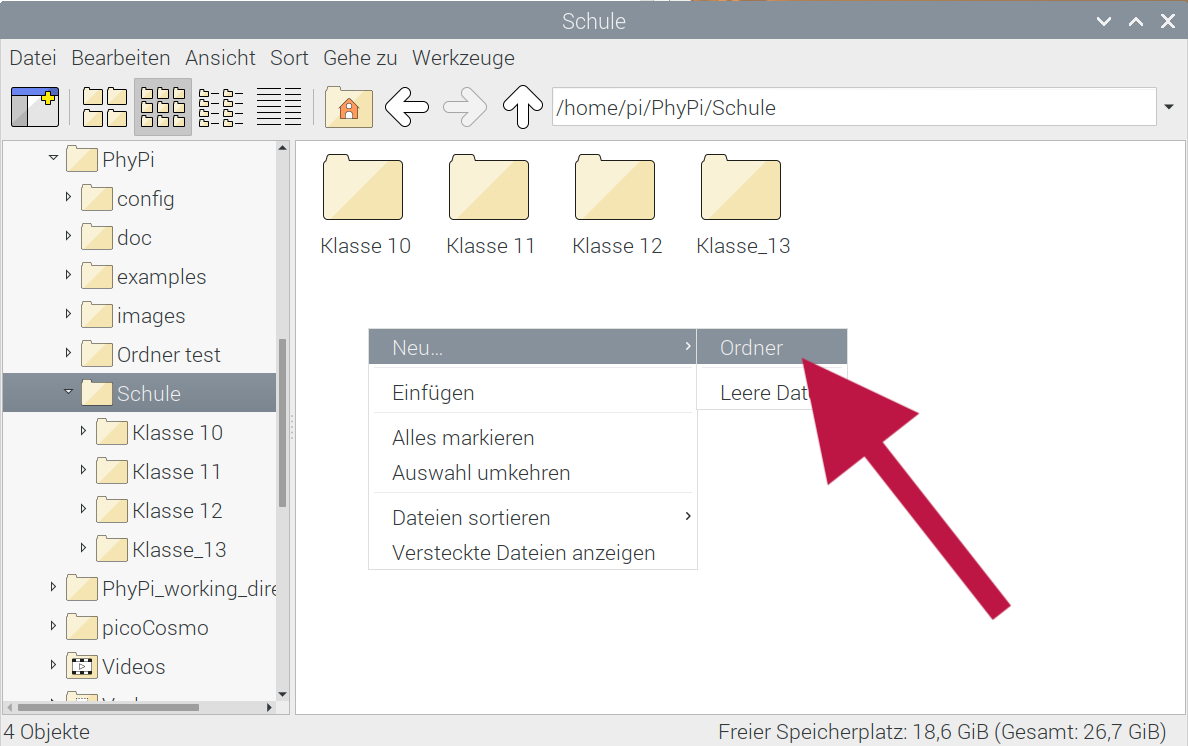 Schule
Datei Bearbeiten Ansicht Sort Gehe zu Werkzeuge
/home/pi/PhyPi/Schule
PhyPi
config
doc
examples
images
Ordner test
Schule
Klasse 10
Klasse 11
Klasse 12
Klasse_13
PhyPi_working_dire
picoCosmo
Videos
Klasse 10 Klasse 11 Klasse 12 Klasse_13
Neu...
Einfügen
Alles markieren
Auswahl umkehren
Dateien sortieren
Versteckte Dateien anzeigen
Ordner
Leere Dat
4 Objekte
Freier Speicherplatz: 18,6 GiB (Gesamt: 26,7 GiB)